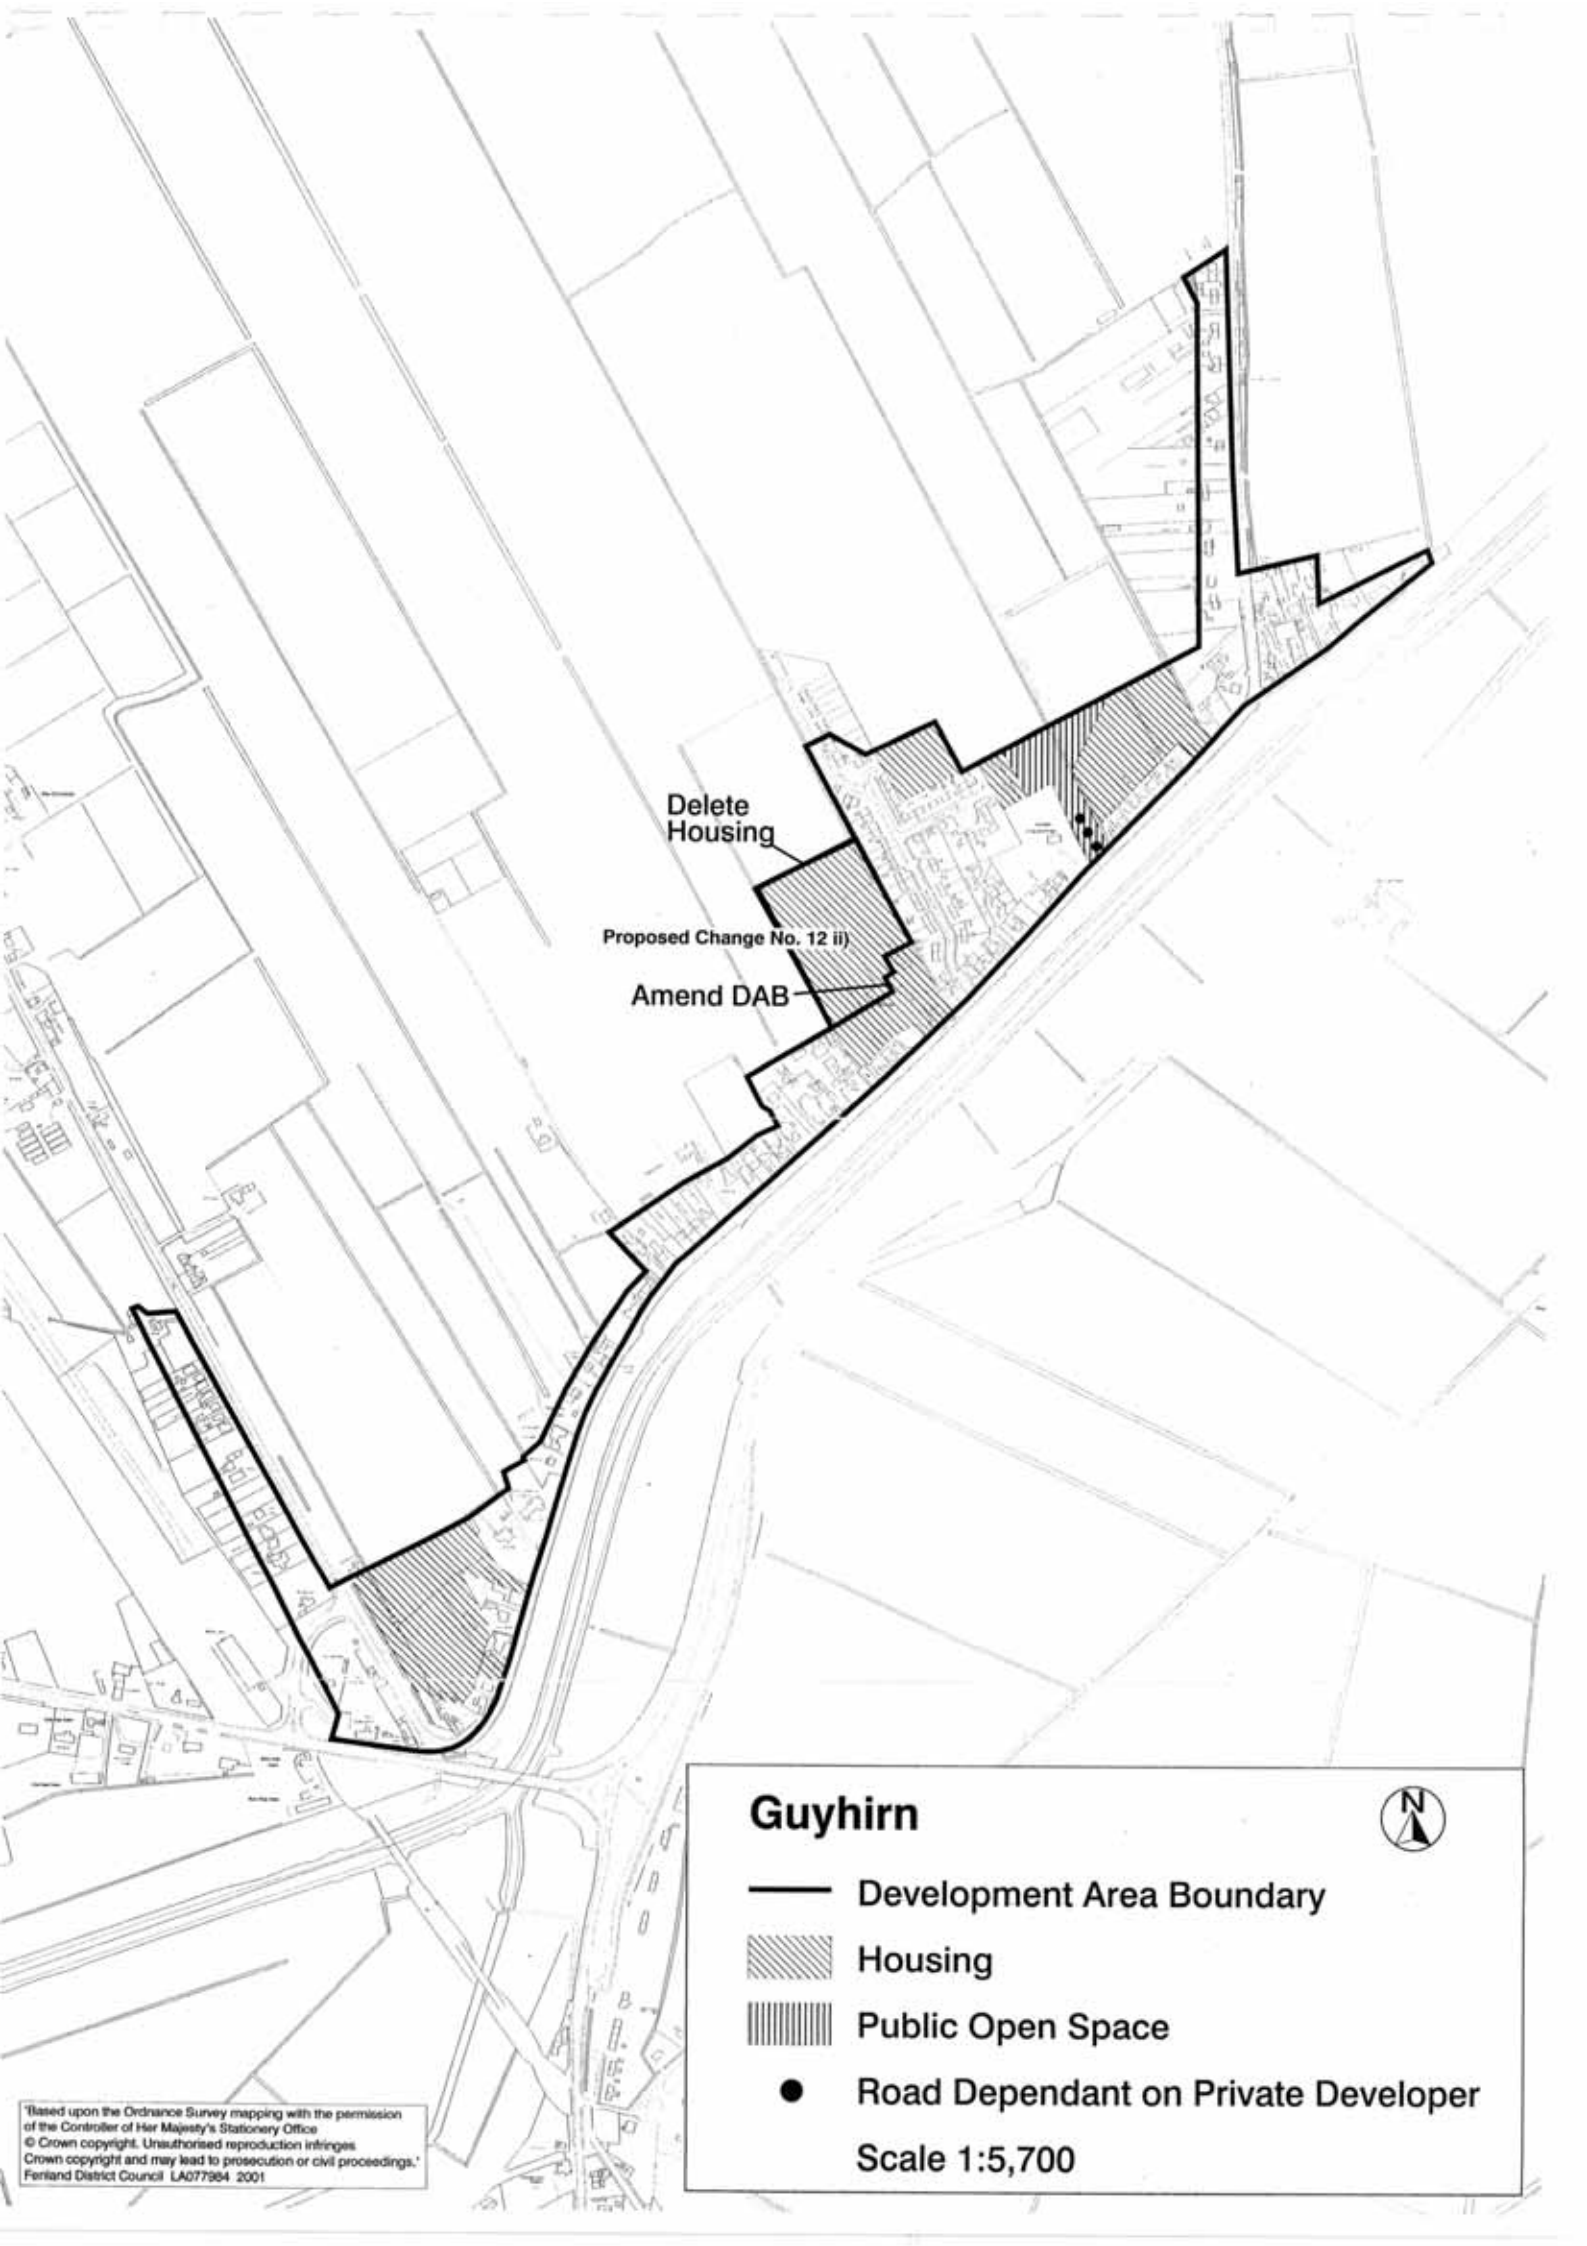 Delete
Housing
Proposed Change No. 12 ii)
Amend DAB
Guyhirn
N
Development Area Boundary
Housing
Public Open Space
Road Dependant on Private Developer
Scale 1:5,700
'Based upon the Ordnance Survey mapping with the permission
of the Controller of Her Majesty's Stationery Office
© Crown copyright. Unauthorised reproduction infringes
Crown copyright and may lead to prosecution or civil proceedings.'
Fenland District Council LA077984 2001